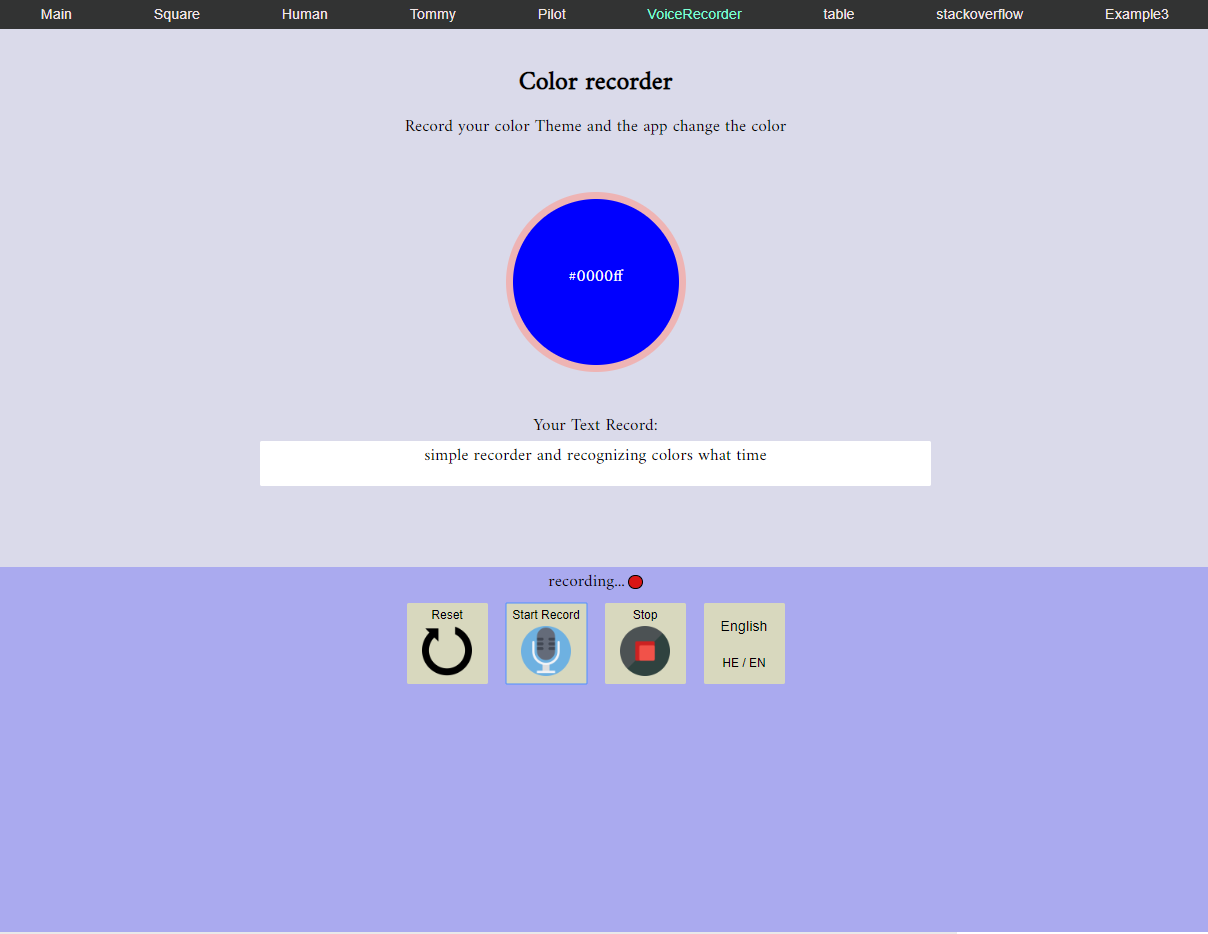 Main Square Human Tommy Pilot VoiceRecorder table stackoverflow Example3
Color recorder
Record your color Theme and the app change the color
#0000ff
Your Text Record:
simple recorder and recognizing colors what time
recording...
Reset Start Record Stop English
HE / EN